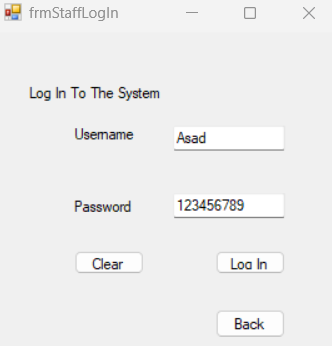 frmStaffLogIn
Log In To The System
Username Asad
Password 123456789
Clear Log In
Back